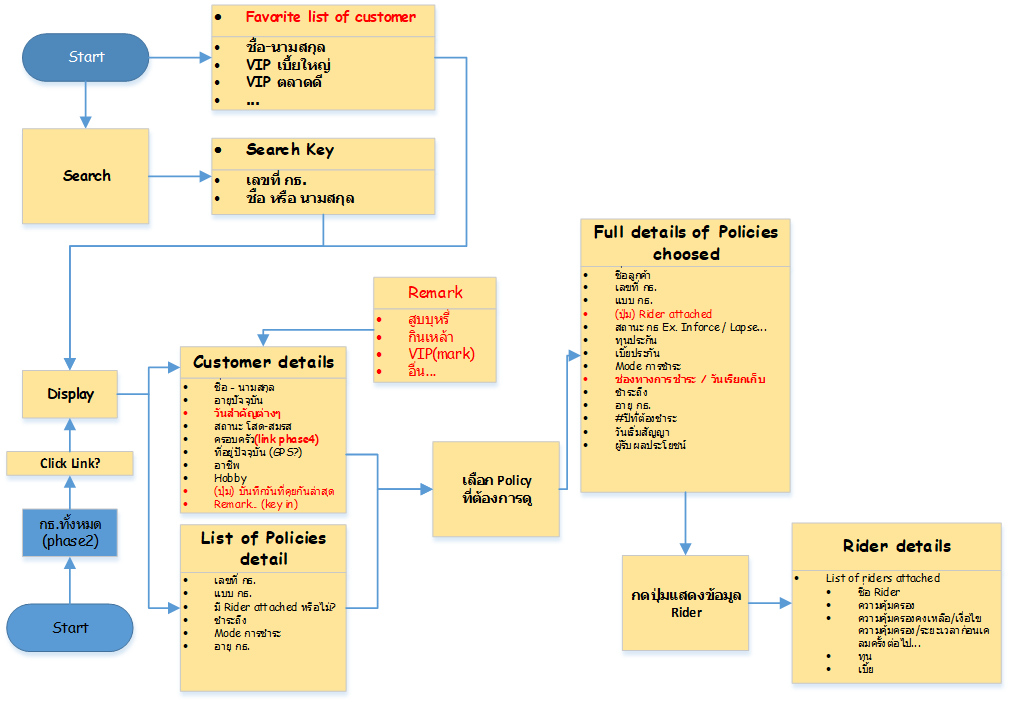 Start
Favorite list of customer
ชื่อ-นามสกุล
VIP เบี้ยใหญ่
VIP ตลาดดี
...
Search
Search Key
เลขที่ กธ.
ชื่อ หรือ นามสกุล
Full details of Policies
choosed
ชื่อลูกค้า
เลขที่ กธ.
แบบ กธ.
(ปุ่ม) Rider attached
สถานะ กธ Ex. Inforce / Lapse...
ทุนประกัน
เบี้ยประกัน
Mode การชำระ
ช่องทางการชำระ / วันเรียกเก็บ
ชำระถึง
อายุ กธ.
#ปีที่ต้องชำระ
วันเริ่มสัญญา
ผู้รับผลประโยชน์
Remark
สูบบุหรี่
กินเหล้า
VIP(mark)
อื่น...
Display
Customer details
ชื่อ - นามสกุล
อายุปัจจุบัน
วันสำคัญต่างๆ
สถานะ โสด-สมรส
ครอบครัว(link phase4)
ที่อยู่ปัจจุบัน (GPS?)
อาชีพ
Hobby
(ปุ่ม) บันทึกวันที่คุยกันล่าสุด
Remark.. (key in)
Click Link?
กธ.ทั้งหมด
(phase2)
Start
List of Policies
detail
เลขที่ กธ.
แบบ กธ.
มี Rider attached หรือไม่?
ชำระถึง
Mode การชำระ
อายุ กธ.
เลือก Policy
ที่ต้องการดู
กดปุ่มแสดงข้อมูล
Rider
Rider details
List of riders attached
ชื่อ Rider
ความคุ้มครอง
ความคุ้มครองคงเหลือ/เงื่อนไข
ความคุ้มครอง/ระยะเวลาก่อนเค
ลมครั้งต่อไป...
ทุน
เบี้ย